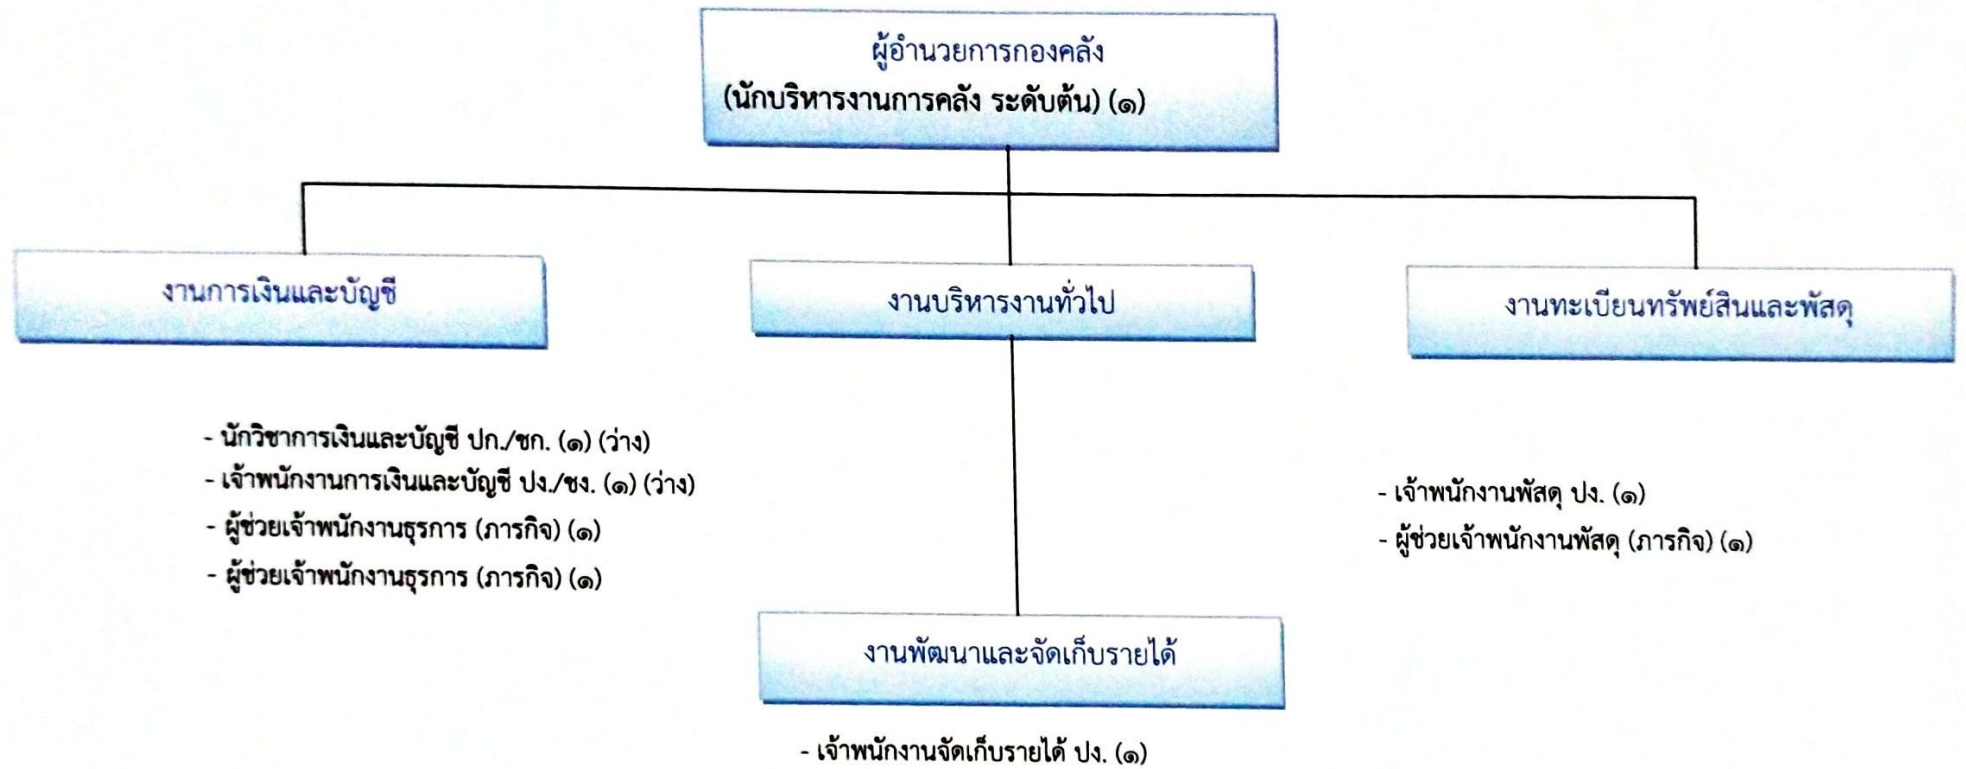 ผู้อำนวยการกองคลัง
(นักบริหารงานการคลัง ระดับต้น) (๑)
งานการเงินและบัญชี
งานบริหารงานทั่วไป
งานทะเบียนทรัพย์สินและพัสดุ
- นักวิชาการเงินและบัญชี ปก./ชก. (๑) (ว่าง)
- เจ้าพนักงานการเงินและบัญชี ปง./ชง. (๑) (ว่าง)
- ผู้ช่วยเจ้าพนักงานธุรการ (ภารกิจ) (๑)
- ผู้ช่วยเจ้าพนักงานธุรการ (ภารกิจ) (๑)
- เจ้าพนักงานพัสดุ ปง. (๑)
- ผู้ช่วยเจ้าพนักงานพัสดุ (ภารกิจ) (๑)
งานพัฒนาและจัดเก็บรายได้
- เจ้าพนักงานจัดเก็บรายได้ ปง. (๑)